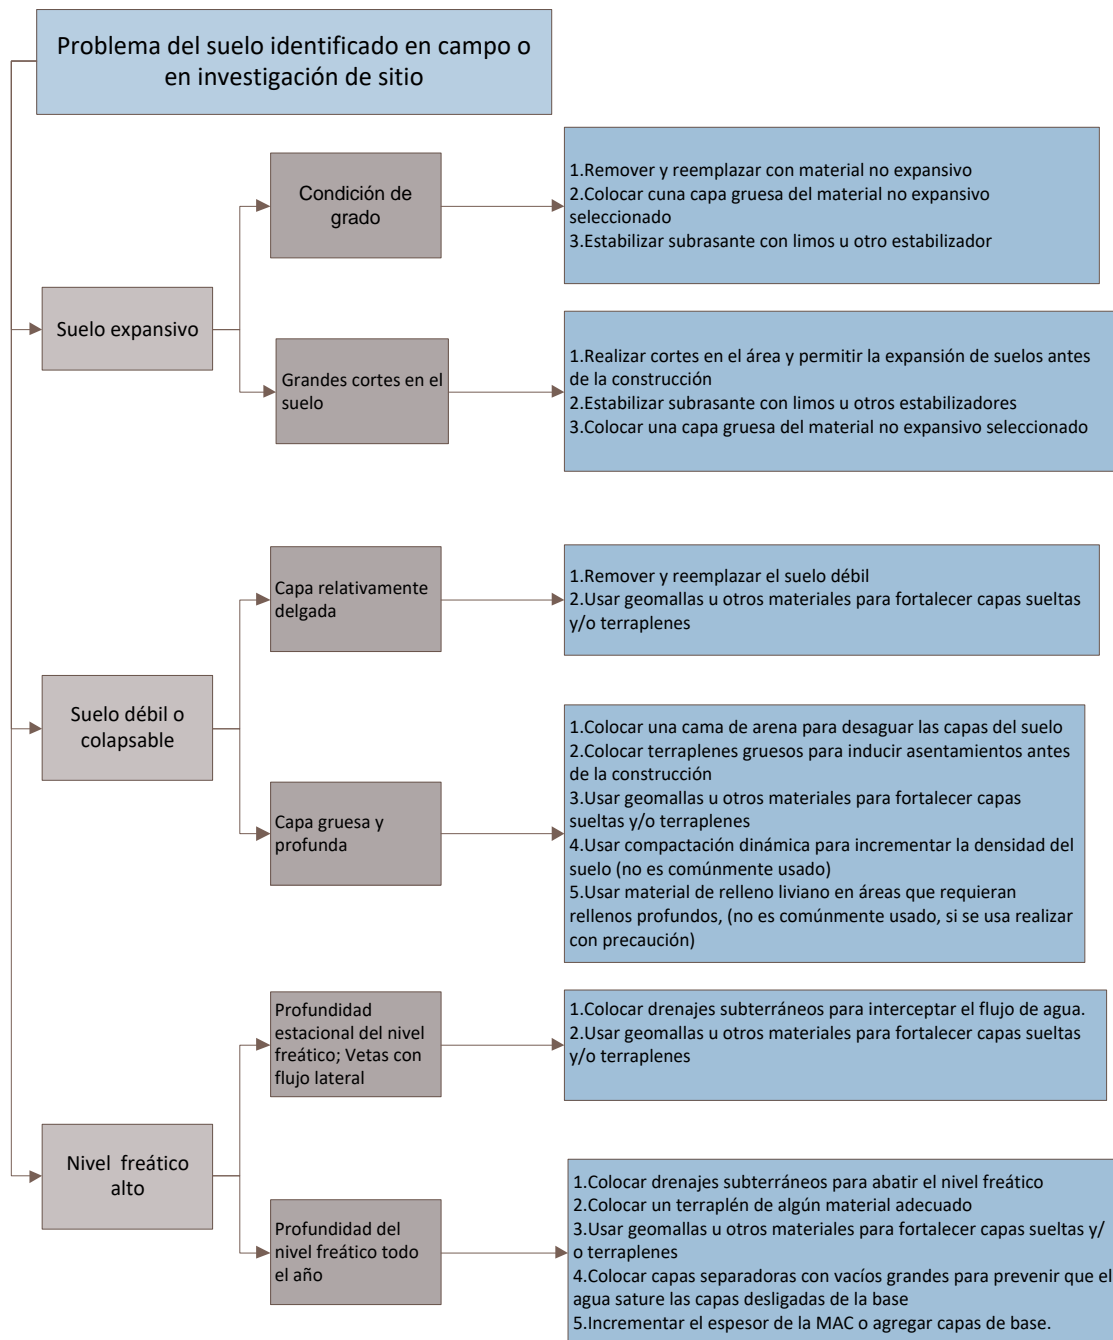 Problema del suelo identificado en campo o
en investigación de sitio
Suelo expansivo
Condición de
grado
1.Remover y reemplazar con material no expansivo
2.Colocar cuna capa gruesa del material no expansivo
seleccionado
3.Estabilizar subrasante con limos u otro estabilizador
Grandes cortes en el
suelo
1.Realizar cortes en el área y permitir la expansión de suelos antes
de la construcción
2.Estabilizar subrasante con limos u otros estabilizadores
3.Colocar una capa gruesa del material no expansivo seleccionado
Suelo débil o
colapsable
Capa relativamente
delgada
1.Remover y reemplazar el suelo débil
2.Usar geomallas u otros materiales para fortalecer capas sueltas
y/o terraplenes
Capa gruesa y
profunda
1.Colocar una cama de arena para desaguar las capas del suelo
2.Colocar terraplenes gruesos para inducir asentamientos antes
de la construcción
3.Usar geomallas u otros materiales para fortalecer capas
sueltas y/o terraplenes
4.Usar compactación dinámica para incrementar la densidad del
suelo (no es comúnmente usado)
5.Usar material de relleno liviano en áreas que requieran
rellenos profundos, (no es comúnmente usado, si se usa realizar
con precaución)
Nivel freático
alto
Profundidad
estacional del nivel
freático; Vetas con
flujo lateral
1.Colocar drenajes subterráneos para interceptar el flujo de agua.
2.Usar geomallas u otros materiales para fortalecer capas sueltas
y/o terraplenes
Profundidad del
nivel freático todo
el año
1.Colocar drenajes subterráneos para abatir el nivel freático
2.Colocar un terraplén de algún material adecuado
3.Usar geomallas u otros materiales para fortalecer capas sueltas y/
o terraplenes
4.Colocar capas separadoras con vacíos grandes para prevenir que el
agua sature las capas desligadas de la base
5.Incrementar el espesor de la MAC o agregar capas de base.